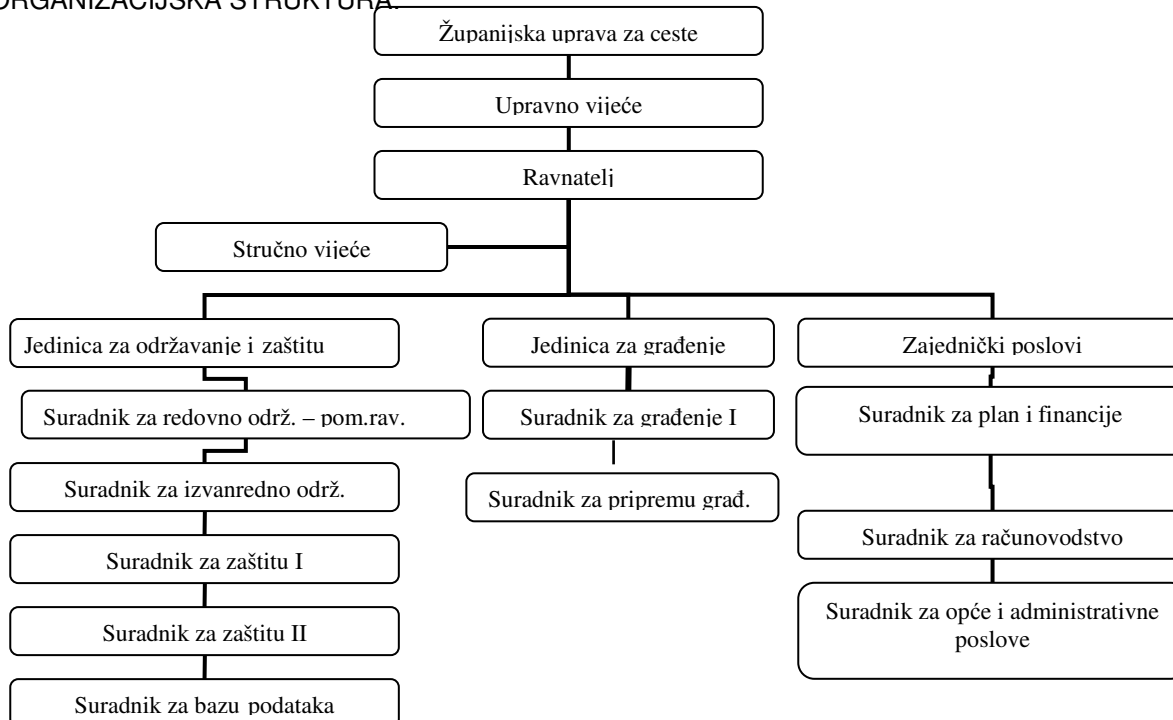 ORGANIZACIJSKA STRUKTURA:
Županijska uprava za ceste
Upravno vijeće
Ravnatelj
Stručno vijeće
Jedinica za održavanje i zaštitu
Jedinica za građenje
Zajednički poslovi
Suradnik za redovno održ. – pom.rav.
Suradnik za građenje I
Suradnik za plan i financije
Suradnik za izvanredno održ.
Suradnik za pripremu građ.
Suradnik za zaštitu I
Suradnik za računovodstvo
Suradnik za zaštitu II
Suradnik za opće i administrativne
poslove
Suradnik za bazu podataka